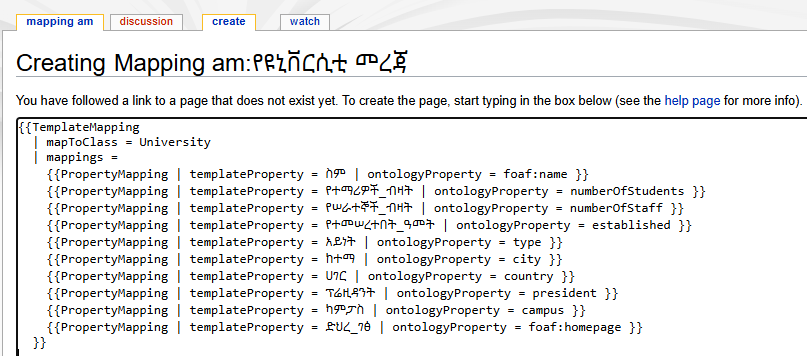 mapping am discussion create watch
Creating Mapping am:የዩኒቨርሲቲ መረጃ
You have followed a link to a page that does not exist yet. To create the page, start typing in the box below (see the help page for more info).
{{TemplateMapping
| mapToClass = University
| mappings =
{{PropertyMapping | templateProperty = ስም | ontologyProperty = foaf:name }}
{{PropertyMapping | templateProperty = የተማሪዎች_ብዛት | ontologyProperty = numberOfStudents }}
{{PropertyMapping | templateProperty = የሠራተኞች_ብዛት | ontologyProperty = numberOfStaff }}
{{PropertyMapping | templateProperty = የተመሠረተበት_ዓመት | ontologyProperty = established }}
{{PropertyMapping | templateProperty = አይነት | ontologyProperty = type }}
{{PropertyMapping | templateProperty = ከተማ | ontologyProperty = city }}
{{PropertyMapping | templateProperty = ሀገር | ontologyProperty = country }}
{{PropertyMapping | templateProperty = ፕሬዚዳንት | ontologyProperty = president }}
{{PropertyMapping | templateProperty = ካምፓስ | ontologyProperty = campus }}
{{PropertyMapping | templateProperty = ድህረ_ገፅ | ontologyProperty = foaf:homepage }}
}}